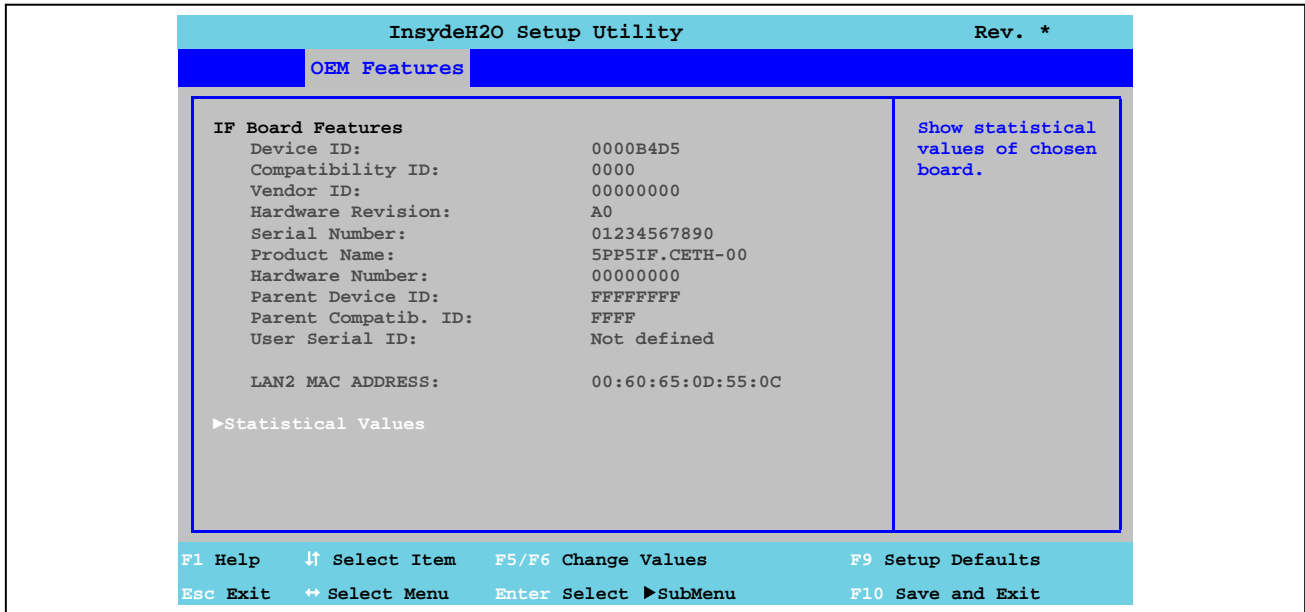 InsydeH2O Setup Utility Rev. *
OEM Features
IF Board Features
Device ID: 0000B4D5
Compatibility ID: 0000
Vendor ID: 00000000
Hardware Revision: A0
Serial Number: 01234567890
Product Name: 5PP5IF.CETH-00
Hardware Number: 00000000
Parent Device ID: FFFFFFFF
Parent Compatib. ID: FFFF
User Serial ID: Not defined
LAN2 MAC ADDRESS: 00:60:65:0D:55:0C
►Statistical Values
Show statistical
values of chosen
board.
F1 Help ↓↑ Select Item F5/F6 Change Values F9 Setup Defaults
Esc Exit ↔ Select Menu Enter Select ►SubMenu F10 Save and Exit